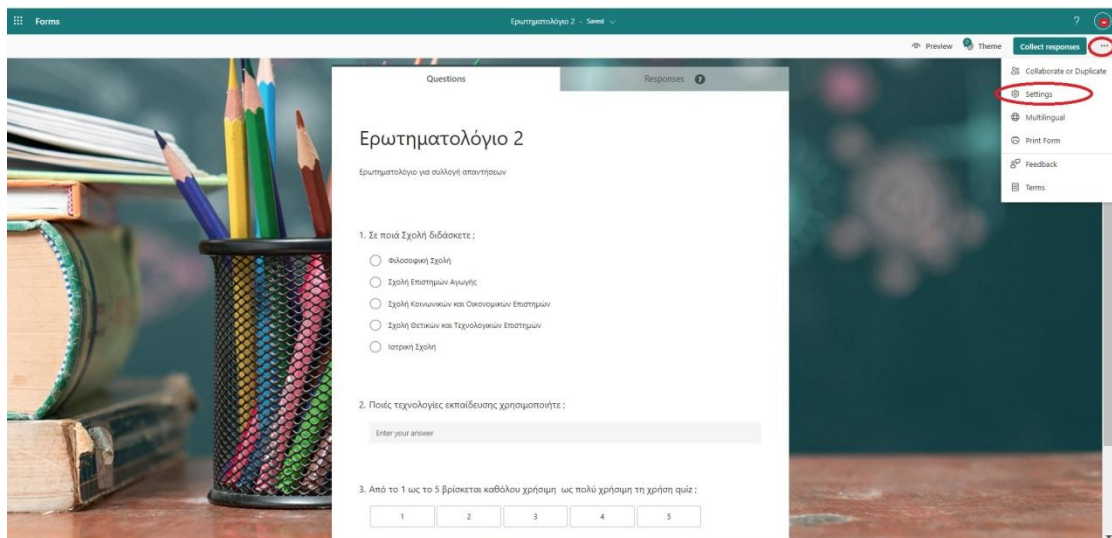 Forms
Ερωτηματολόγιο 2 - Saved
?
Preview
Theme
Collect responses
...
Collaborate or Duplicate
Settings
Multilingual
Print Form
Feedback
Terms
Questions
Responses
Ερωτηματολόγιο 2
Ερωτηματολόγιο για συλλογή απαντήσεων
1. Σε ποιά Σχολή διδάσκετε ;
Φιλοσοφική Σχολή
Σχολή Επιστημών Αγωγής
Σχολή Κοινωνικών και Οικονομικών Επιστημών
Σχολή Θετικών και Τεχνολογικών Επιστημών
Ιατρική Σχολή
2. Ποιές τεχνολογίες εκπαίδευσης χρησιμοποιήτε ;
Enter your answer
3. Από το 1 ως το 5 βρίσκεται καθόλου χρήσιμη ως πολύ χρήσιμη τη χρήση quiz ;
1 2 3 4 5